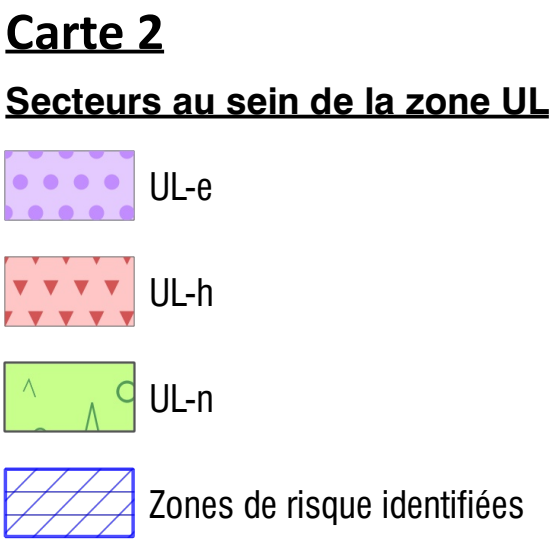 Carte 2
Secteurs au sein de la zone UL
UL-e
UL-h
UL-n
Zones de risque identifiées